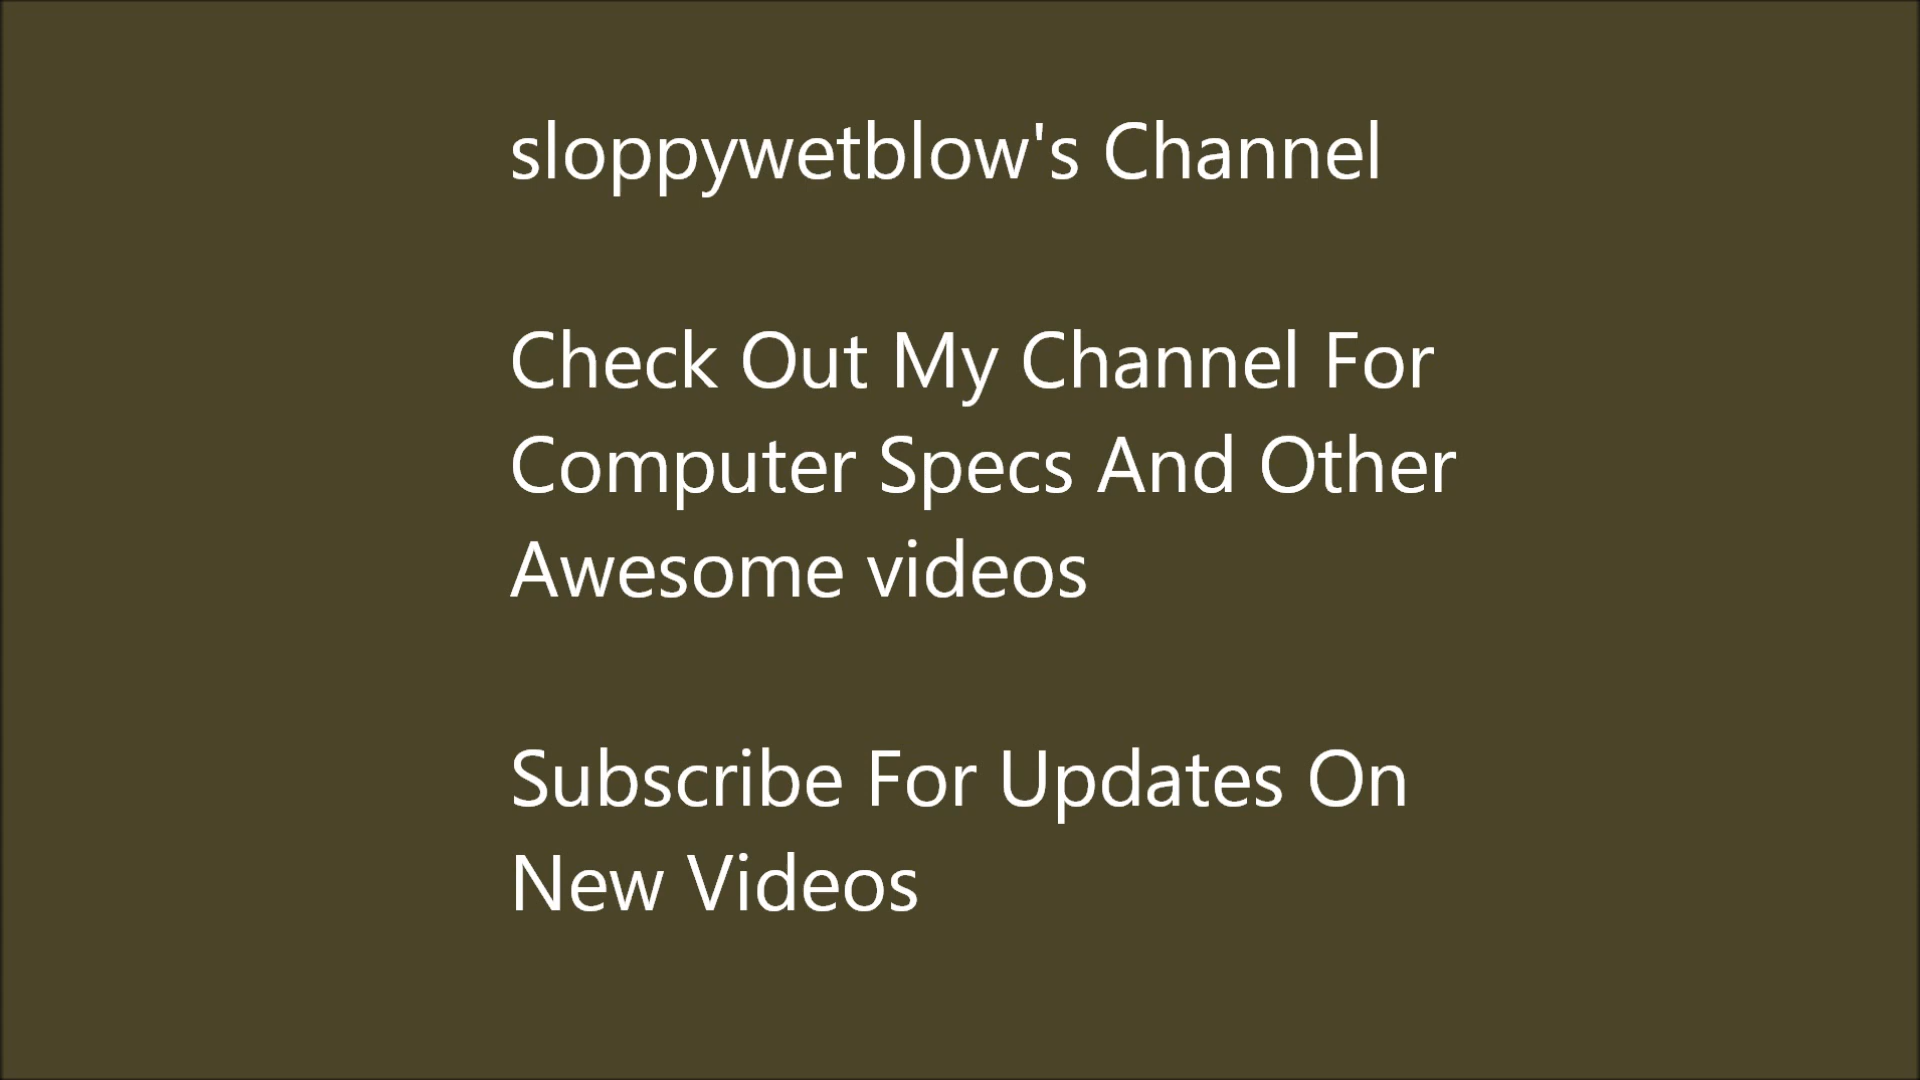 sloppywetblow's Channel
Check Out My Channel For
Computer Specs And Other
Awesome videos
Subscribe For Updates On
New Videos